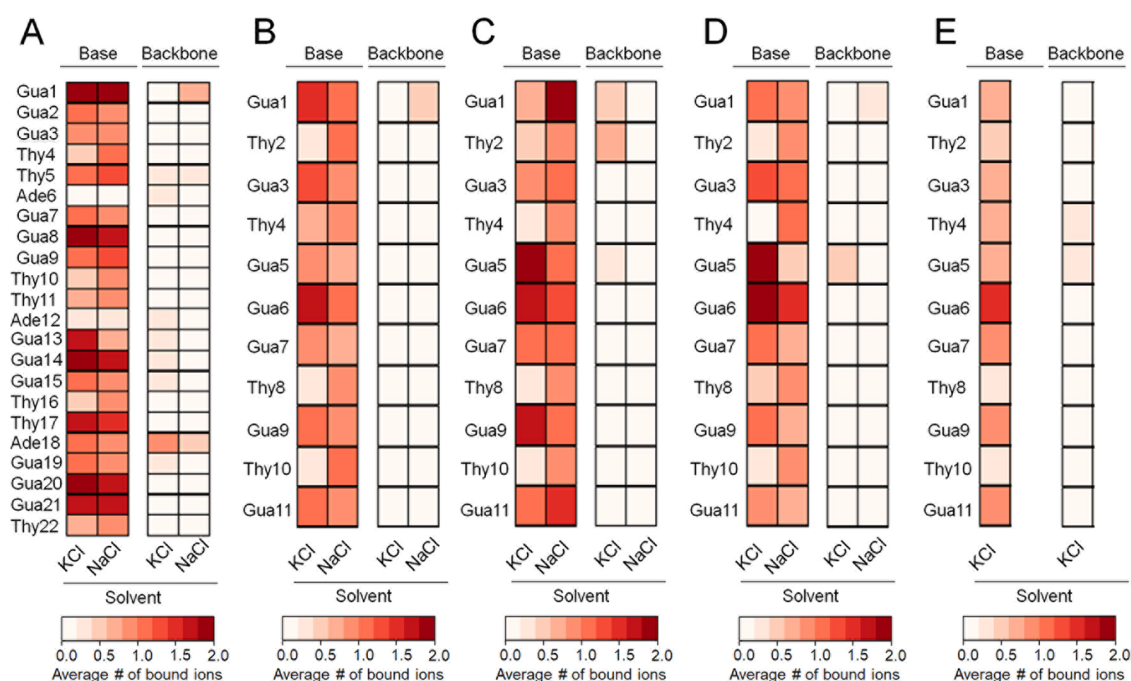 A B C D E
Base Backbone Base Backbone Base Backbone Base Backbone Base Backbone
Gua1
Gua2
Gua3
Thy4
Thy5
Ade6
Gua7
Gua8
Gua9
Thy10
Thy11
Ade12
Gua13
Gua14
Gua15
Thy16
Thy17
Ade18
Gua19
Gua20
Gua21
Thy22
KCl NaCl KCl NaCl
Solvent
0.0 0.5 1.0 1.5 2.0
Average # of bound ions
Gua1
Thy2
Gua3
Thy4
Gua5
Gua6
Gua7
Thy8
Gua9
Thy10
Gua11
KCl NaCl KCl NaCl
Solvent
0.0 0.5 1.0 1.5 2.0
Average # of bound ions
Gua1
Thy2
Gua3
Thy4
Gua5
Gua6
Gua7
Thy8
Gua9
Thy10
Gua11
KCl NaCl KCl NaCl
Solvent
0.0 0.5 1.0 1.5 2.0
Average # of bound ions
Gua1
Thy2
Gua3
Thy4
Gua5
Gua6
Gua7
Thy8
Gua9
Thy10
Gua11
KCl NaCl KCl NaCl
Solvent
0.0 0.5 1.0 1.5 2.0
Average # of bound ions
Gua1
Thy2
Gua3
Thy4
Gua5
Gua6
Gua7
Thy8
Gua9
Thy10
Gua11
KCl KCl
Solvent
0.0 0.5 1.0 1.5 2.0
Average # of bound ions